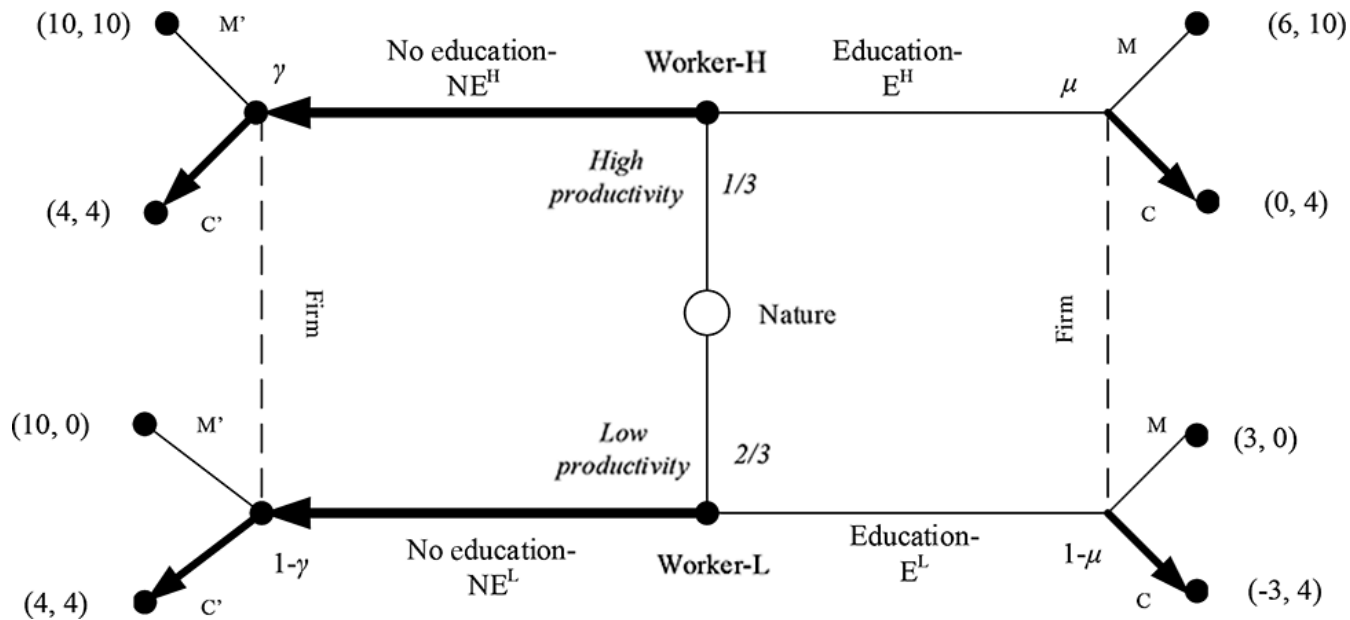 (10, 10)
M'
γ
No education-
NE^H
Worker-H
Education-
E^H
μ
M
(6, 10)
(4, 4)
C'
High
productivity
1/3
C
(0, 4)
Firm
Nature
Firm
(10, 0)
M'
Low
productivity
2/3
M
(3, 0)
(4, 4)
C'
1-γ
No education-
NE^L
Worker-L
Education-
E^L
1-μ
C
(-3, 4)